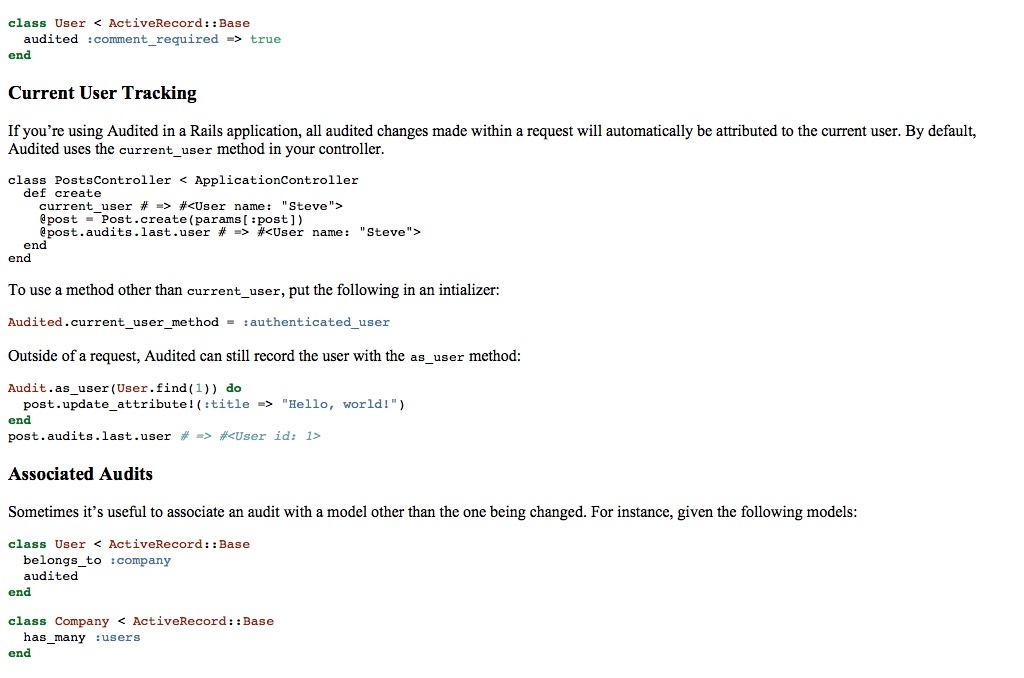 class User < ActiveRecord::Base
  audited :comment_required => true
end
Current User Tracking
If you’re using Audited in a Rails application, all audited changes made within a request will automatically be attributed to the current user. By default,
Audited uses the current_user method in your controller.
class PostsController < ApplicationController
  def create
    current_user # => #<User name: "Steve">
    @post = Post.create(params[:post])
    @post.audits.last.user # => #<User name: "Steve">
  end
end
To use a method other than current_user, put the following in an intializer:
Audited.current_user_method = :authenticated_user
Outside of a request, Audited can still record the user with the as_user method:
Audit.as_user(User.find(1)) do
  post.update_attribute!(:title => "Hello, world!")
end
post.audits.last.user # => #<User id: 1>
Associated Audits
Sometimes it’s useful to associate an audit with a model other than the one being changed. For instance, given the following models:
class User < ActiveRecord::Base
  belongs_to :company
  audited
end
class Company < ActiveRecord::Base
  has_many :users
end